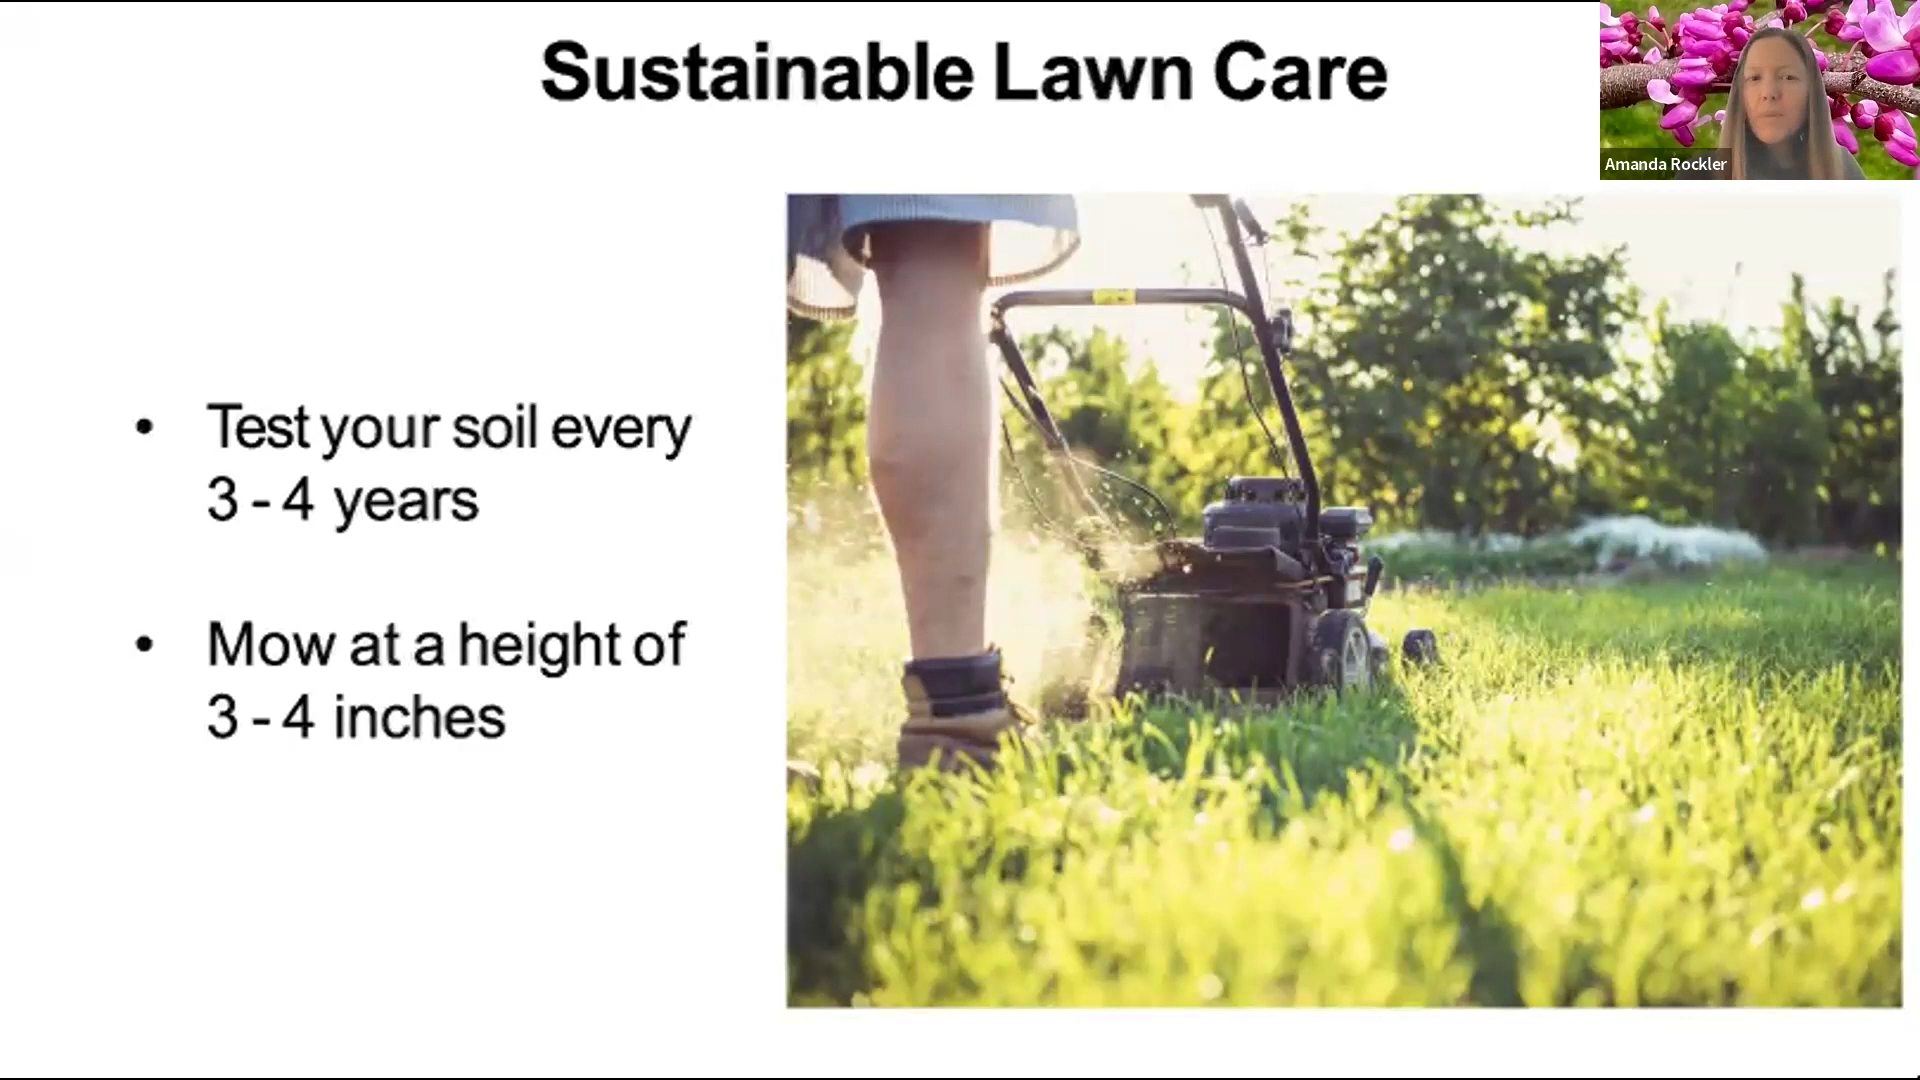 Sustainable Lawn Care
Amanda Rockler
• Test your soil every
3 - 4 years
• Mow at a height of
3 - 4 inches